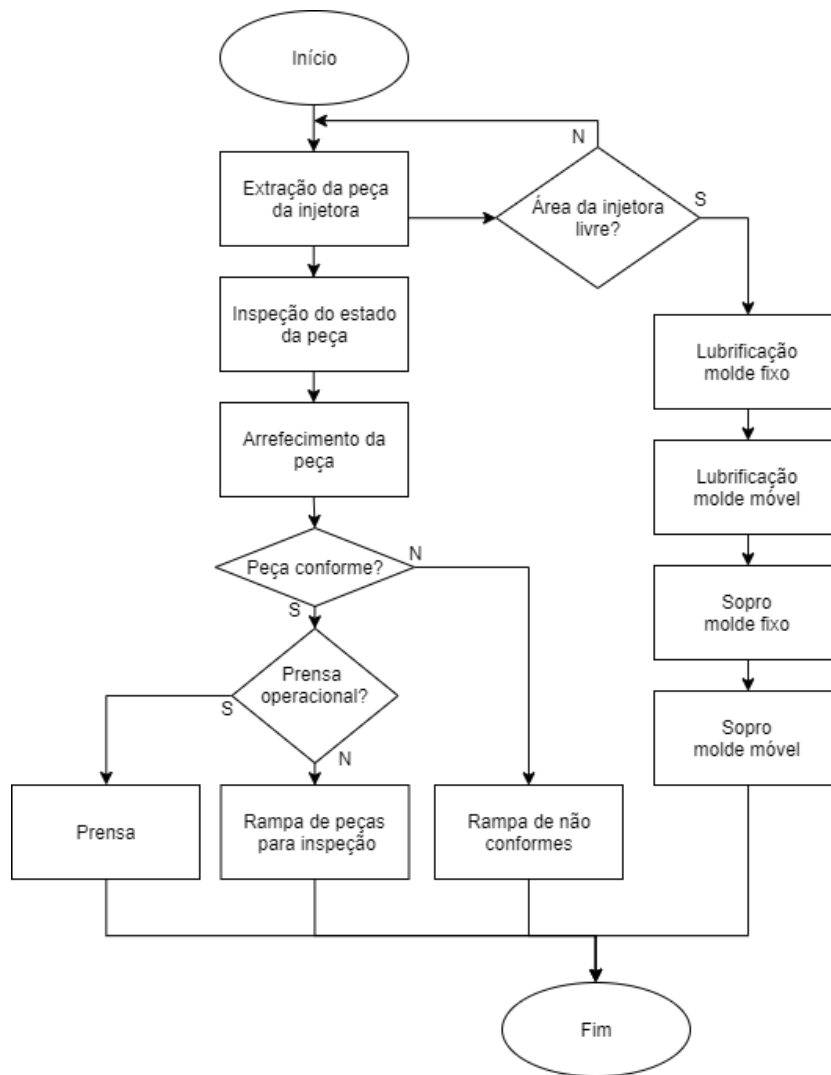 Início
N
Extração da peça
da injetora
Área da injetora
livre?
S
Inspeção do estado
da peça
Lubrificação
molde fixo
Arrefecimento da
peça
Lubrificação
molde móvel
Peça conforme?
N
S
Sopro
molde fixo
Prensa
operacional?
S
N
Sopro
molde móvel
Prensa
Rampa de peças
para inspeção
Rampa de não
conformes
Fim